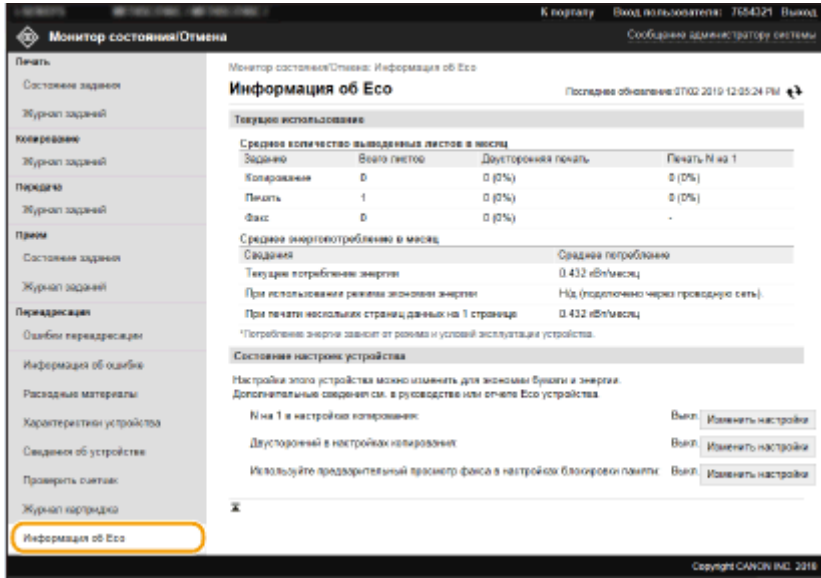 К порталу Вход пользователя: 7654321 Выход
Монитор состояния/Отмена Сообщение администратору системы
Печать
Состояние задания
Журнал заданий
Копирование
Журнал заданий
Передача
Журнал заданий
Прием
Состояние задания
Журнал заданий
Переадресация
Ошибки переадресации
Информация об ошибке
Расходные материалы
Характеристики устройства
Сведения об устройстве
Проверить счетчик
Журнал картриджа
Информация об Eco
Монитор состояния/Отмена: Информация об Eco
Информация об Eco
Последнее обновление:07/02 2019 12:05:24 PM
Текущее использование
Среднее количество выведенных листов в месяц
Задание Всего листов Двусторонняя печать Печать N на 1
Копирование 0 0 (0%) 0 (0%)
Печать 1 0 (0%) 0 (0%)
Факс 0 0 (0%) -
Среднее энергопотребление в месяц
Сведения Среднее потребление
Текущее потребление энергии 0.432 кВт/месяц
При использовании режима экономии энергии Н/д (подключено через проводную сеть).
При печати нескольких страниц данных на 1 странице 0.432 кВт/месяц
*Потребление энергии зависит от режима и условий эксплуатации устройства.
Состояние настроек устройства
Настройки этого устройства можно изменить для экономии бумаги и энергии.
Дополнительные сведения см. в руководстве или отчете Eco устройства.
N на 1 в настройках копирования: Выкл. Изменить настройки
Двусторонний в настройках копирования: Выкл. Изменить настройки
Используйте предварительный просмотр факса в настройках блокировки памяти: Выкл. Изменить настройки
Copyright CANON INC. 2018